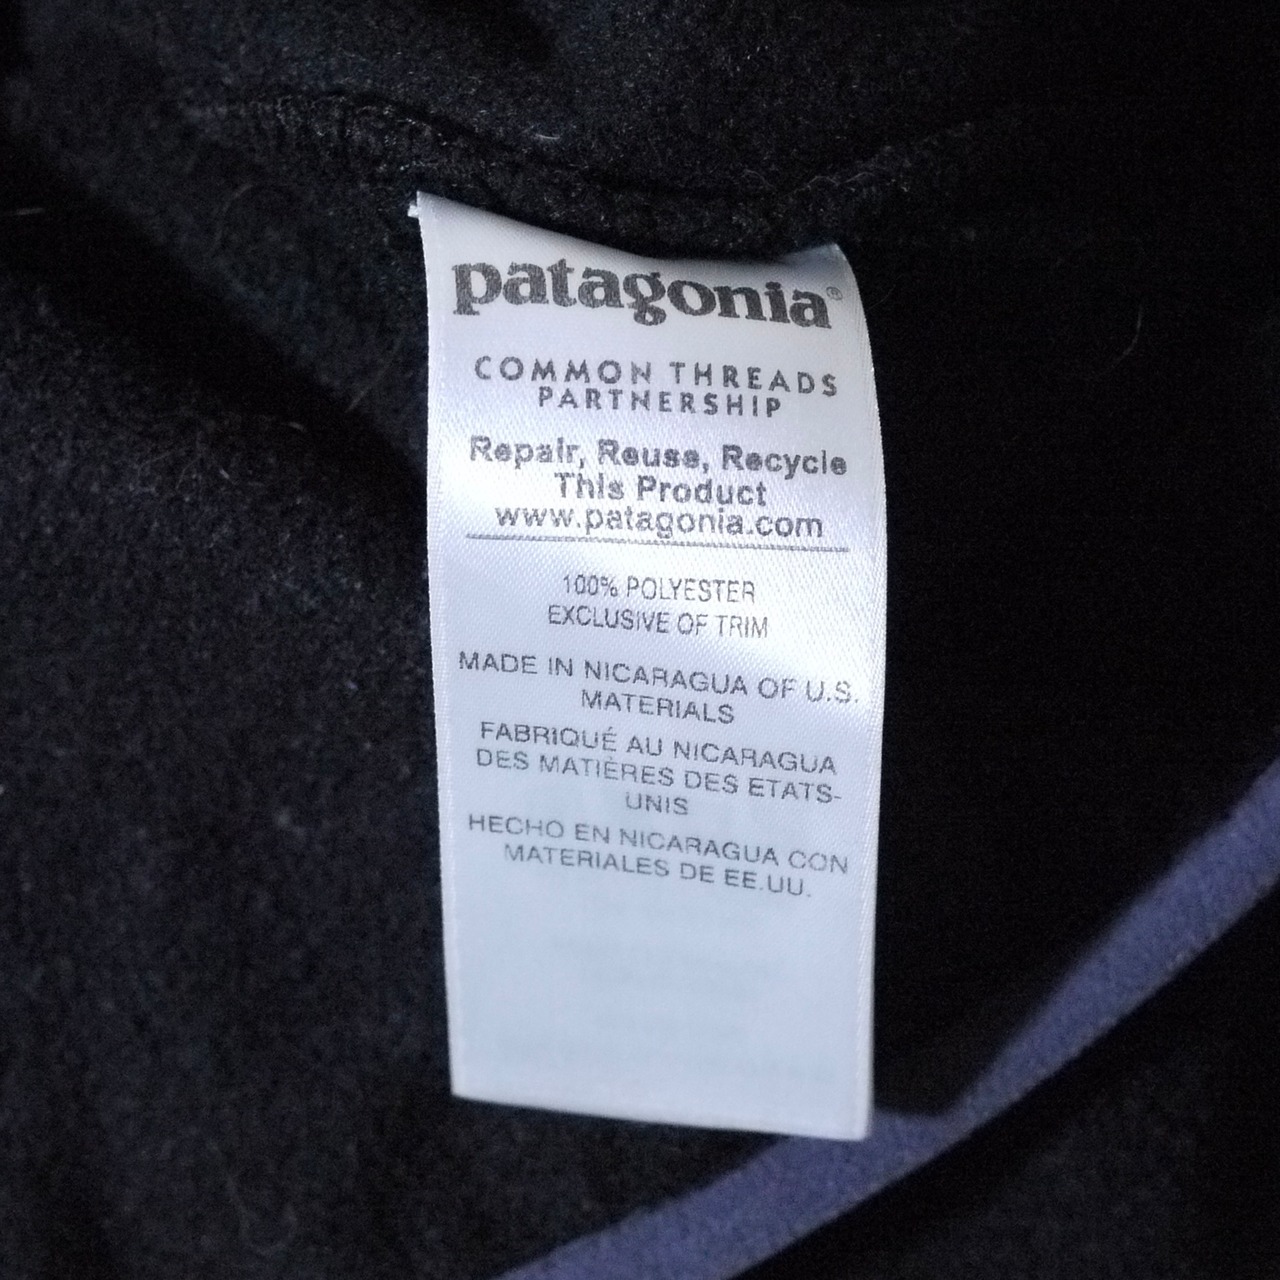 patagonia®
COMMON THREADS
PARTNERSHIP
Repair, Reuse, Recycle
This Product
www.patagonia.com
100% POLYESTER
EXCLUSIVE OF TRIM
MADE IN NICARAGUA OF U.S.
MATERIALS
FABRIQUÉ AU NICARAGUA
DES MATIÈRES DES ETATS-
UNIS
HECHO EN NICARAGUA CON
MATERIALES DE EE.UU.